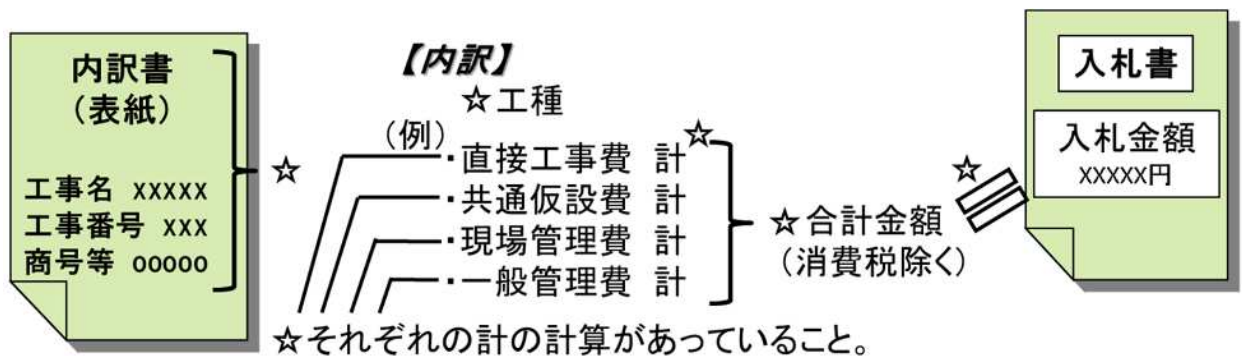 内訳書
(表紙)
工事名 xxxxx
工事番号 xxx
商号等 ooooo
☆
【内訳】
☆工種
(例)
☆
・直接工事費 計
・共通仮設費 計
・現場管理費 計
・一般管理費 計
☆それぞれの計の計算があっていること。
☆合計金額
(消費税除く)
☆
入札書
入札金額
xxxxx円